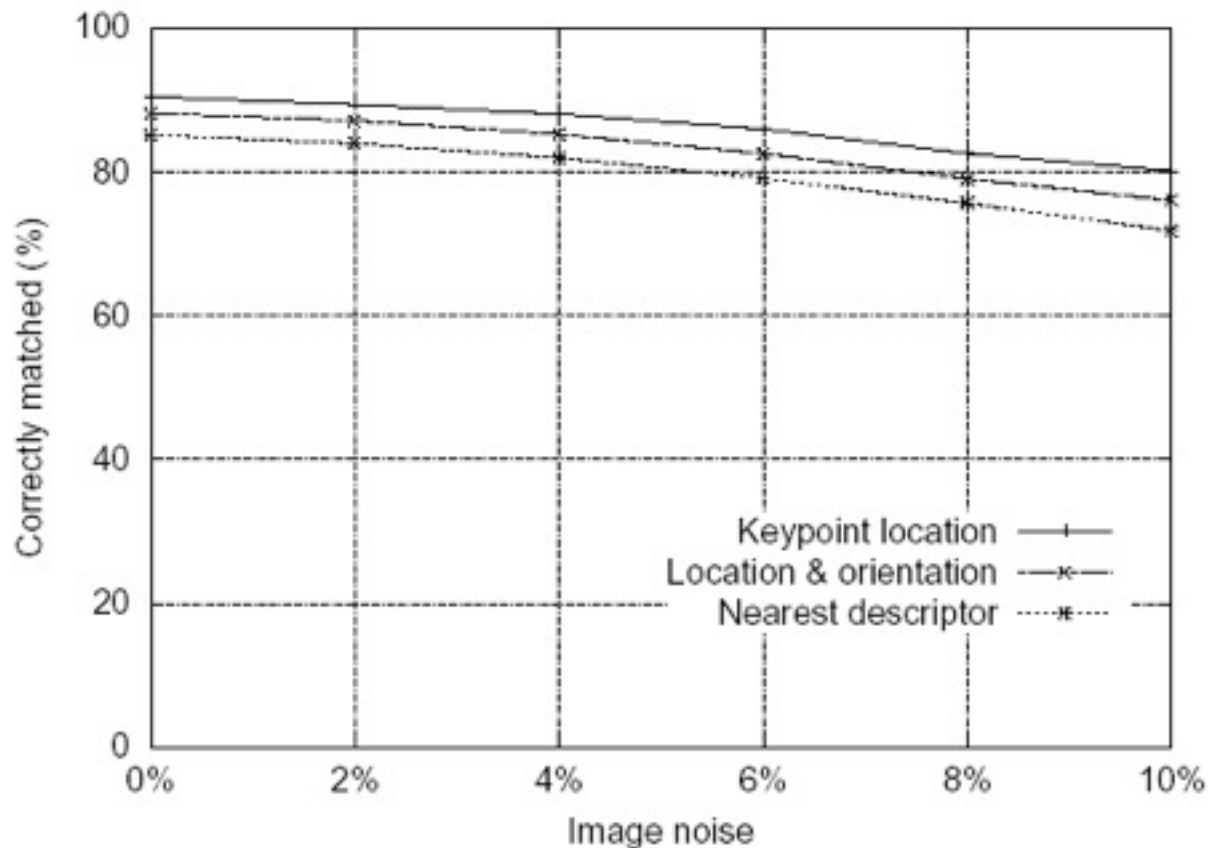 100
80
60
40
20
0
Correctly matched (%)
Keypoint location
Location & orientation
Nearest descriptor
0% 2% 4% 6% 8% 10%
Image noise